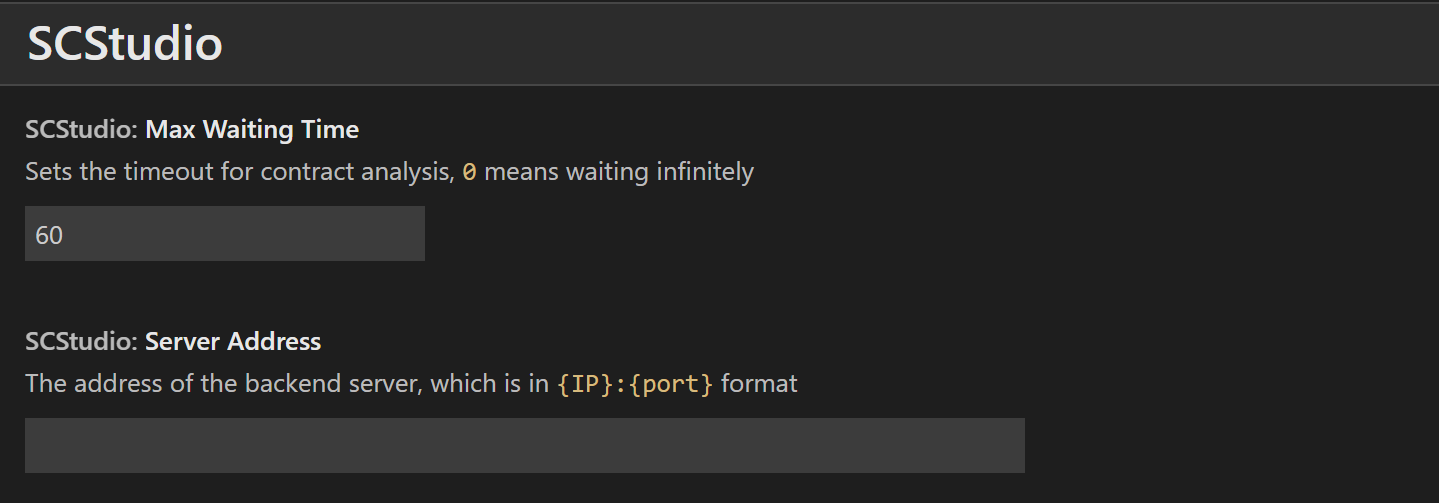 SCStudio
SCStudio: Max Waiting Time
Sets the timeout for contract analysis, 0 means waiting infinitely
60
SCStudio: Server Address
The address of the backend server, which is in {IP}:{port} format